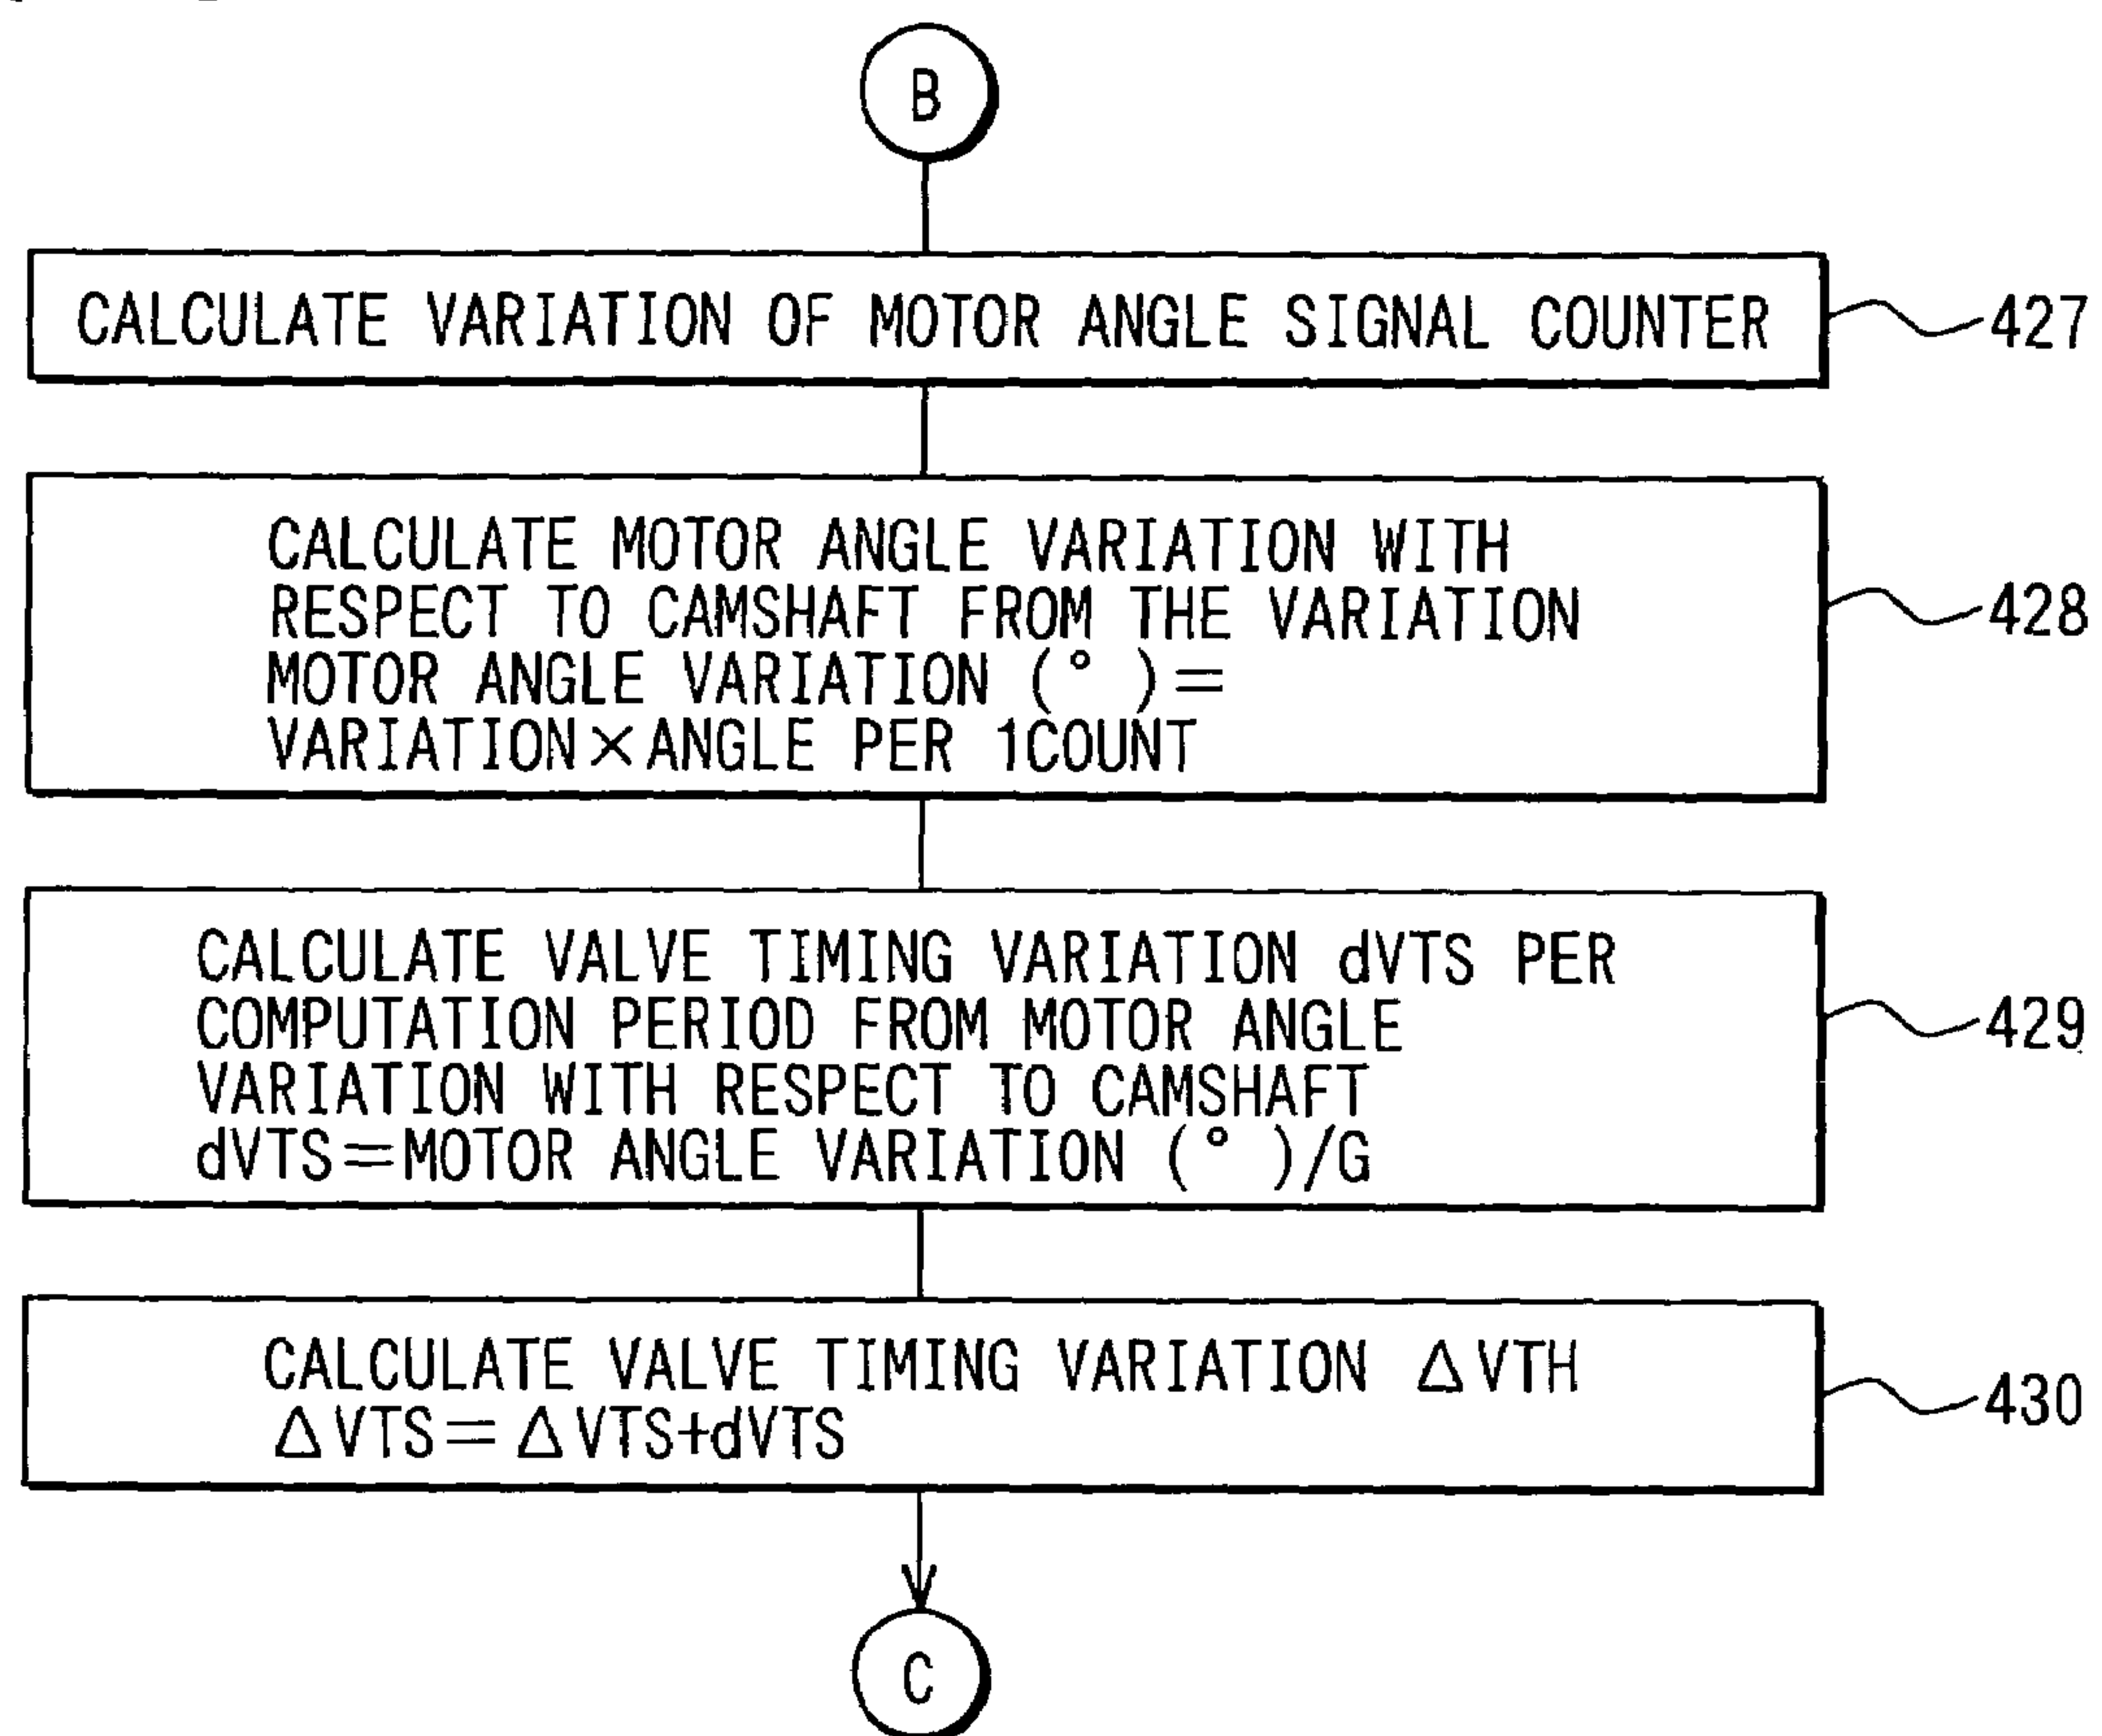 B
CALCULATE VARIATION OF MOTOR ANGLE SIGNAL COUNTER
427
CALCULATE MOTOR ANGLE VARIATION WITH
RESPECT TO CAMSHAFT FROM THE VARIATION
MOTOR ANGLE VARIATION (° )=
VARIATION×ANGLE PER 1COUNT
428
CALCULATE VALVE TIMING VARIATION dVTS PER
COMPUTATION PERIOD FROM MOTOR ANGLE
VARIATION WITH RESPECT TO CAMSHAFT
dVTS=MOTOR ANGLE VARIATION (° )/G
429
CALCULATE VALVE TIMING VARIATION ΔVTH
ΔVTS=ΔVTS+dVTS
430
C